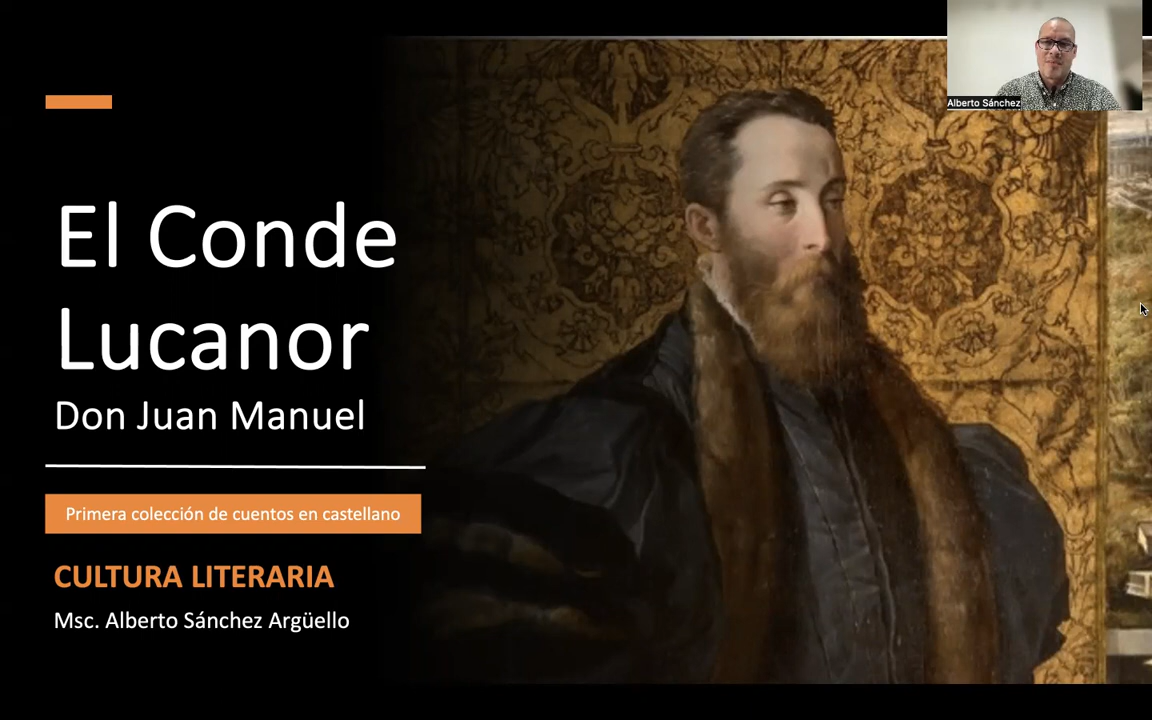 Alberto Sánchez
El Conde
Lucanor
Don Juan Manuel
Primera colección de cuentos en castellano
CULTURA LITERARIA
Msc. Alberto Sánchez Argüello